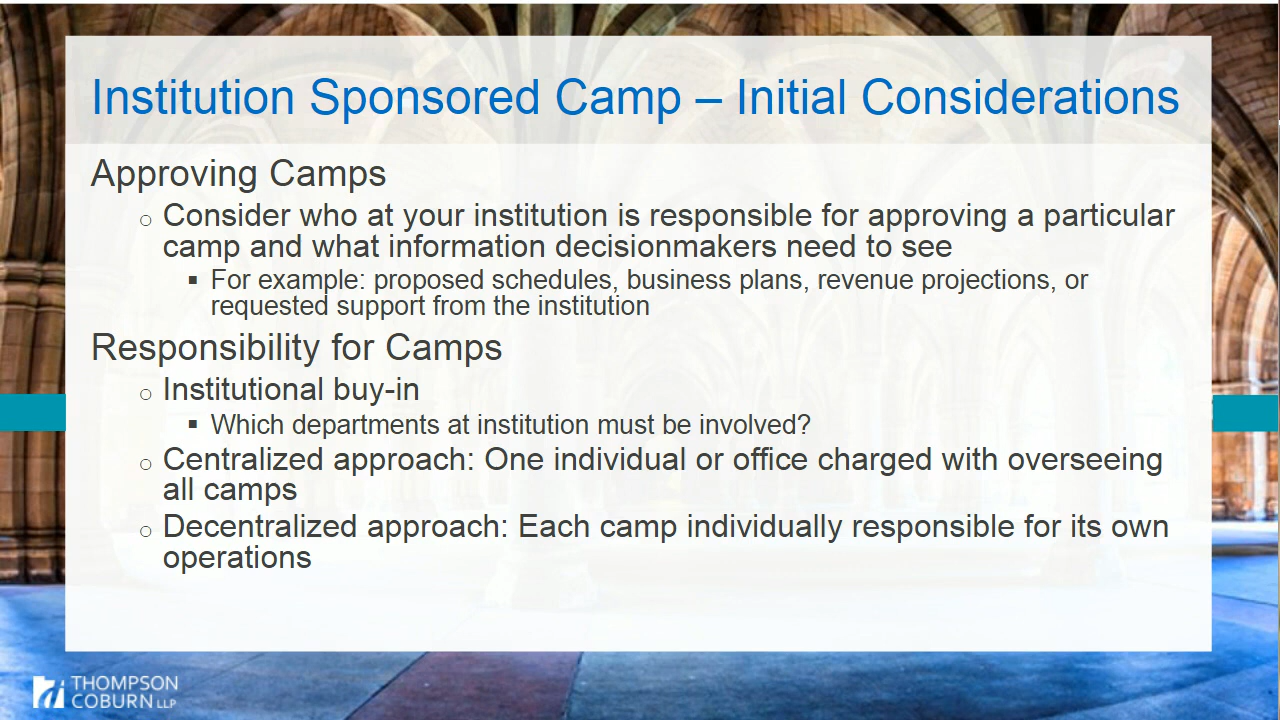 Institution Sponsored Camp – Initial Considerations
Approving Camps
○ Consider who at your institution is responsible for approving a particular
camp and what information decisionmakers need to see
▪ For example: proposed schedules, business plans, revenue projections, or
requested support from the institution
Responsibility for Camps
○ Institutional buy-in
▪ Which departments at institution must be involved?
○ Centralized approach: One individual or office charged with overseeing
all camps
○ Decentralized approach: Each camp individually responsible for its own
operations
THOMPSON
COBURN LLP